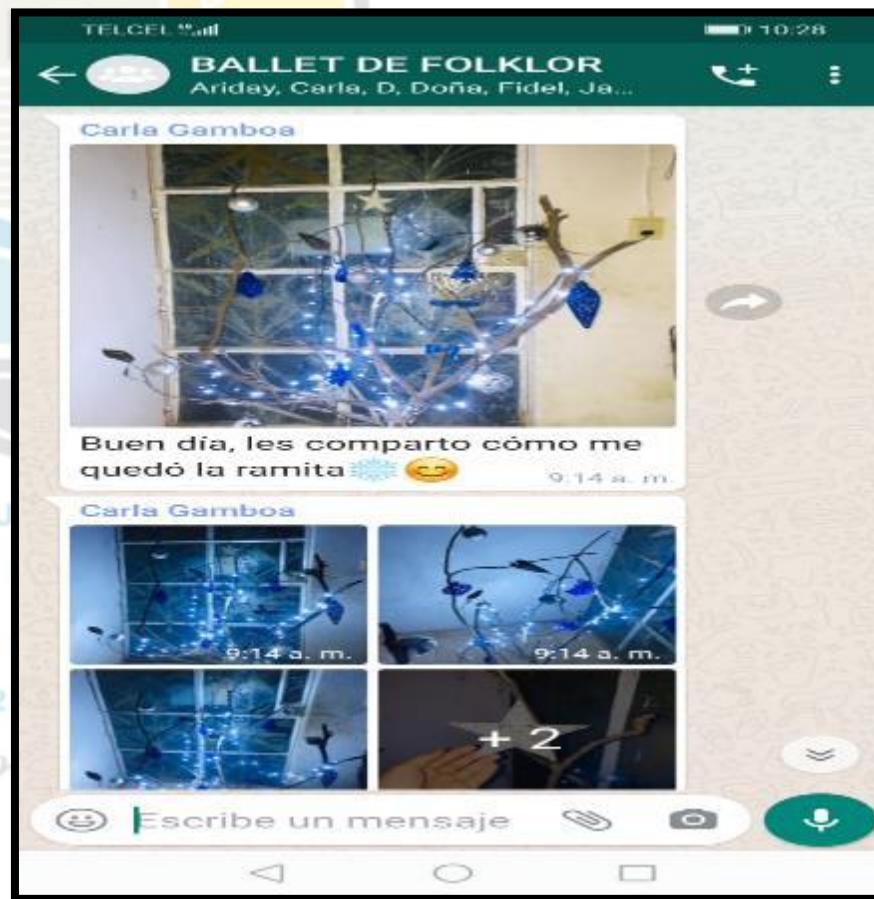 TELCEL 10:28
BALLET DE FOLKLOR
Ariday, Carla, D, Doña, Fidel, Ja...
Carla Gamboa
Buen día, les comparto cómo me
quedó la ramita❄️😊
9:14 a. m.
Carla Gamboa
9:14 a. m. 9:14 a. m.
+ 2
Escribe un mensaje